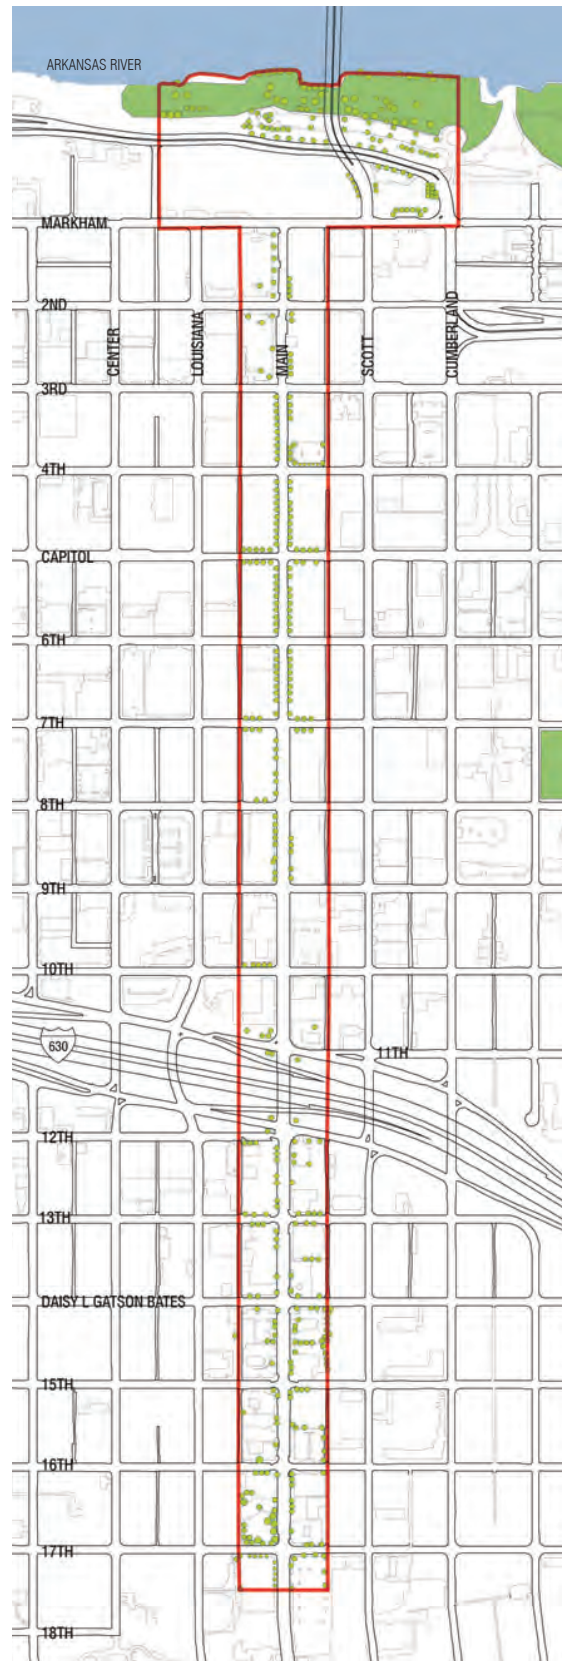 ARKANSAS RIVER
MARKHAM
2ND
CENTER
LOUISIANA
MAIN
SCOTT
CUMBERLAND
3RD
4TH
CAPITOL
6TH
7TH
8TH
9TH
10TH
630
11TH
12TH
13TH
DAISY L GATSON BATES
15TH
16TH
17TH
18TH